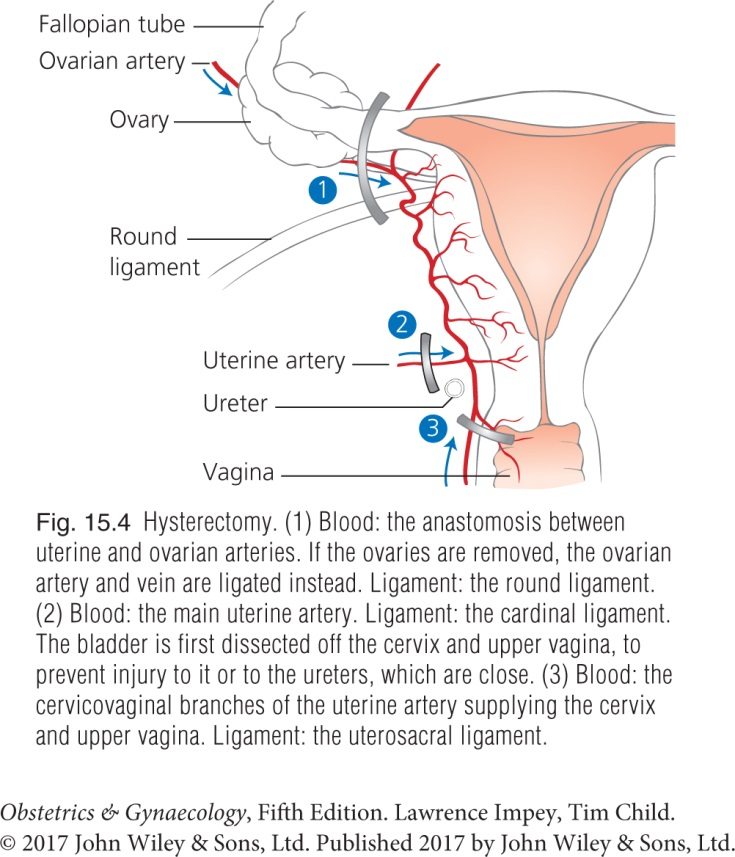 Fallopian tube
Ovarian artery
Ovary
1
Round
ligament
2
Uterine artery
Ureter
3
Vagina
Fig. 15.4 Hysterectomy. (1) Blood: the anastomosis between
uterine and ovarian arteries. If the ovaries are removed, the ovarian
artery and vein are ligated instead. Ligament: the round ligament.
(2) Blood: the main uterine artery. Ligament: the cardinal ligament.
The bladder is first dissected off the cervix and upper vagina, to
prevent injury to it or to the ureters, which are close. (3) Blood: the
cervicovaginal branches of the uterine artery supplying the cervix
and upper vagina. Ligament: the uterosacral ligament.
Obstetrics & Gynaecology, Fifth Edition. Lawrence Impey, Tim Child.
© 2017 John Wiley & Sons, Ltd. Published 2017 by John Wiley & Sons, Ltd.